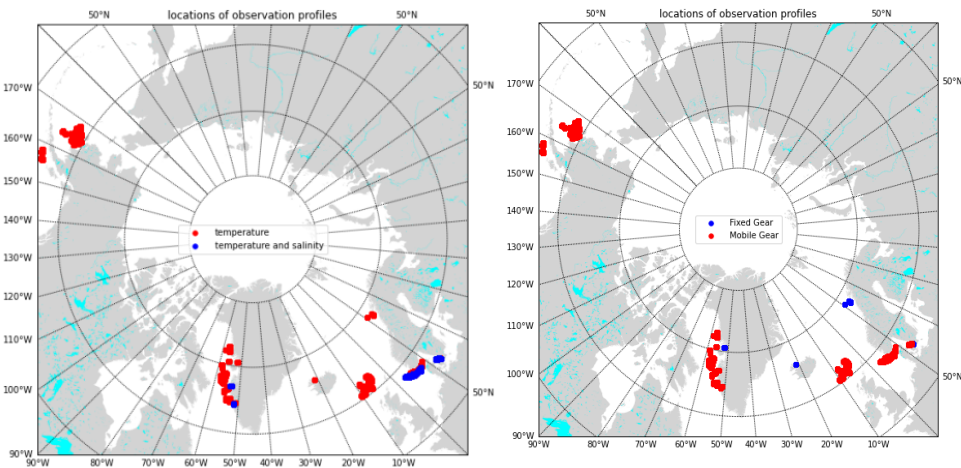 50°N 50°N
locations of observation profiles
50°N
170°W
160°W
150°W
140°W
130°W
120°W
110°W
100°W
90°W
50°N
temperature
temperature and salinity
90°W 80°W 70°W 60°W 50°W 40°W 30°W 20°W 10°W
50°N 50°N
locations of observation profiles
50°N
170°W
160°W
150°W
140°W
130°W
120°W
110°W
100°W
90°W
50°N
Fixed Gear
Mobile Gear
90°W 80°W 70°W 60°W 50°W 40°W 30°W 20°W 10°W